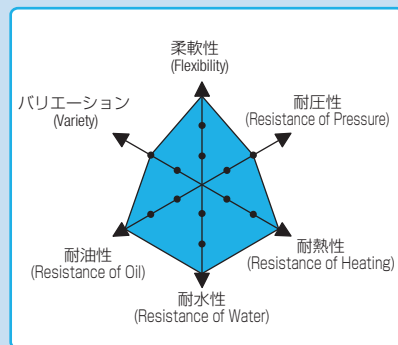 柔軟性
(Flexibility)
バリエーション
(Variety)
耐圧性
(Resistance of Pressure)
耐油性
(Resistance of Oil)
耐熱性
(Resistance of Heating)
耐水性
(Resistance of Water)